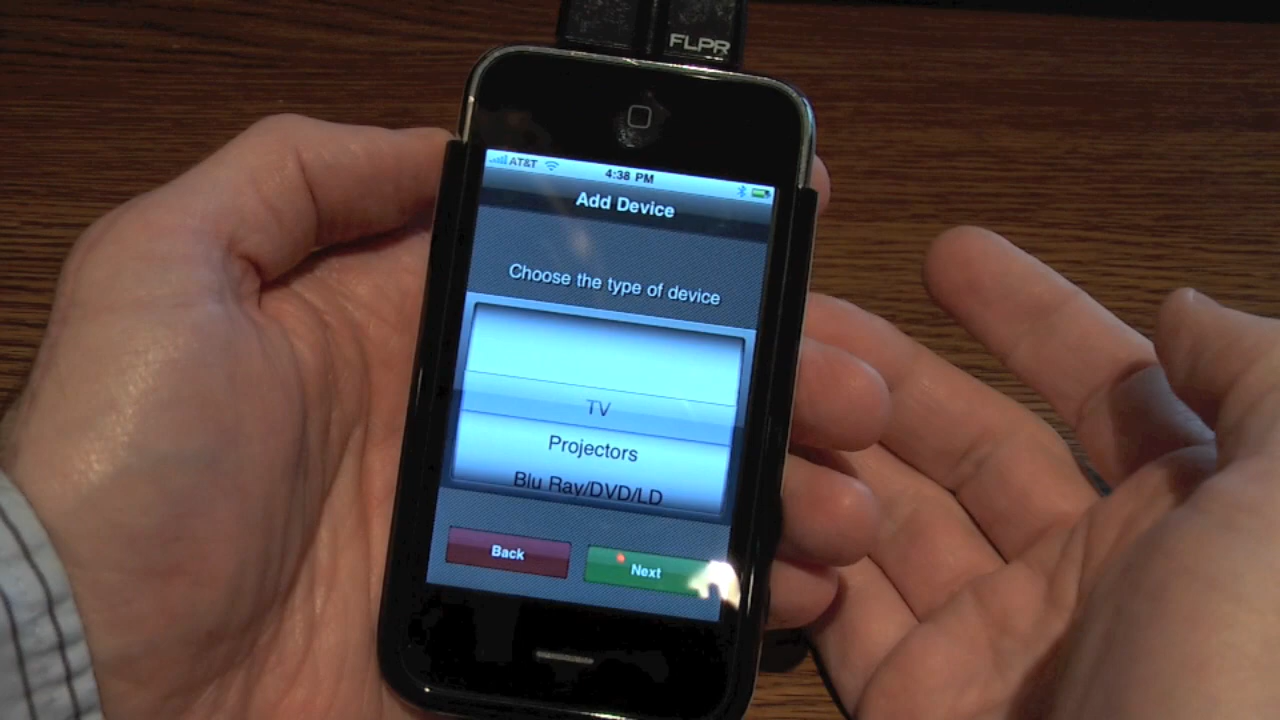 FLPR
AT&T
4:38 PM
Add Device
Choose the type of device
TV
Projectors
Blu Ray/DVD/LD
Back
Next